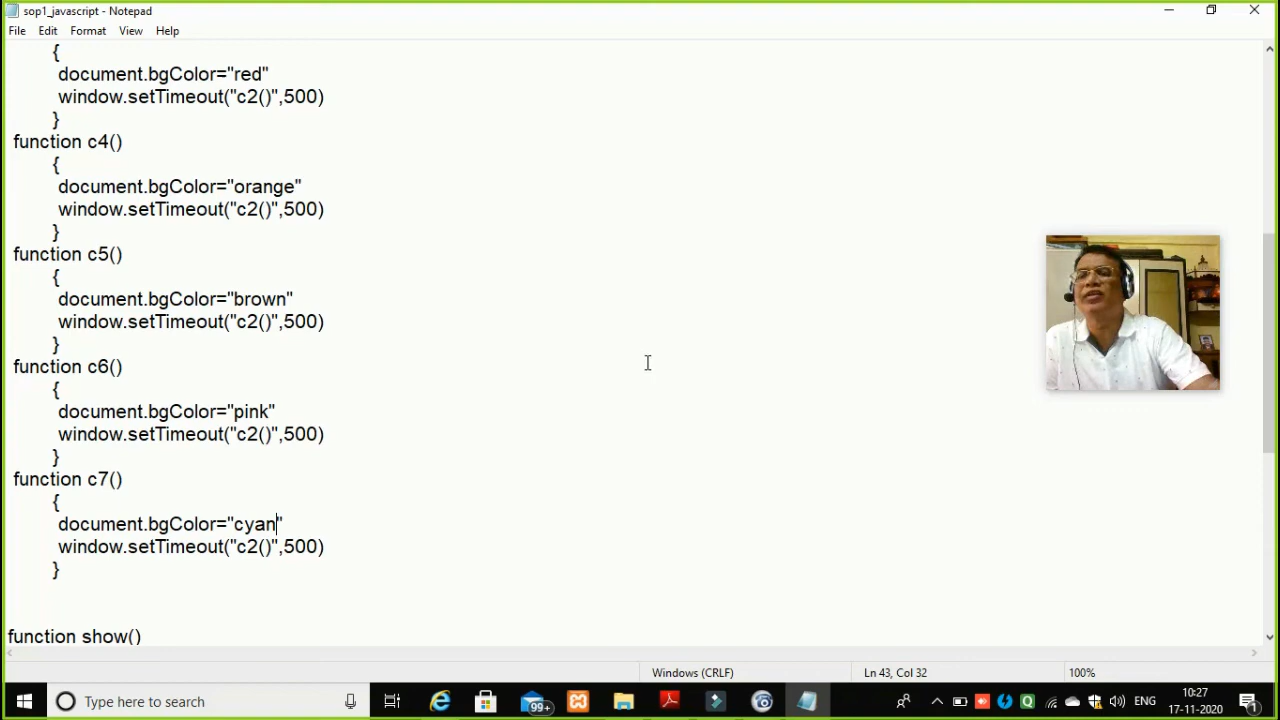 sop1_javascript - Notepad
File Edit Format View Help
{
document.bgColor="red"
window.setTimeout("c2()",500)
}
function c4()
{
document.bgColor="orange"
window.setTimeout("c2()",500)
}
function c5()
{
document.bgColor="brown"
window.setTimeout("c2()",500)
}
function c6()
{
document.bgColor="pink"
window.setTimeout("c2()",500)
}
function c7()
{
document.bgColor="cyan"
window.setTimeout("c2()",500)
}
function show()
Windows (CRLF) Ln 43, Col 32 100%
Type here to search 99+ ENG 10:27 17-11-2020 1